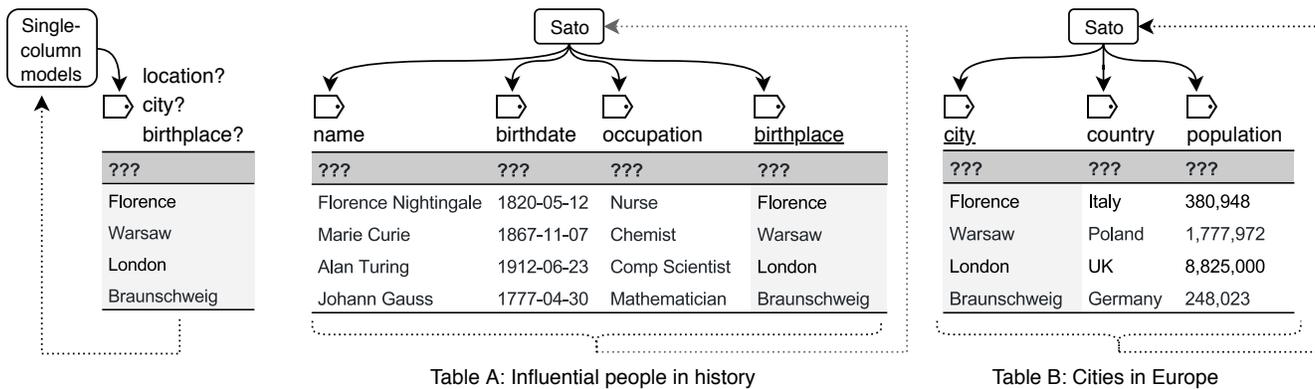 Single-
column
models
location?
city?
birthplace?
???
Florence
Warsaw
London
Braunschweig
Sato
name birthdate occupation birthplace
??? ??? ??? ???
Florence Nightingale 1820-05-12 Nurse Florence
Marie Curie 1867-11-07 Chemist Warsaw
Alan Turing 1912-06-23 Comp Scientist London
Johann Gauss 1777-04-30 Mathematician Braunschweig
Table A: Influential people in history
Sato
city country population
??? ??? ???
Florence Italy 380,948
Warsaw Poland 1,777,972
London UK 8,825,000
Braunschweig Germany 248,023
Table B: Cities in Europe